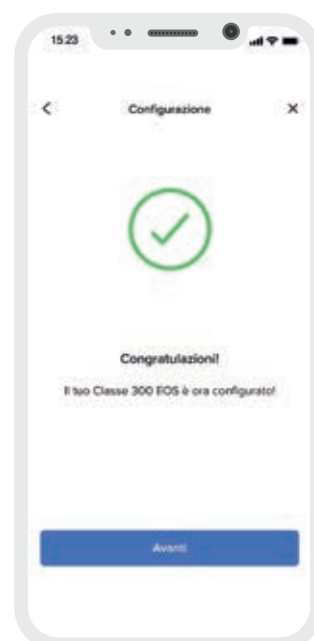 15:23
Configurazione
Congratulazioni!
Il tuo Classe 300 EOS è ora configurato!
Avanti